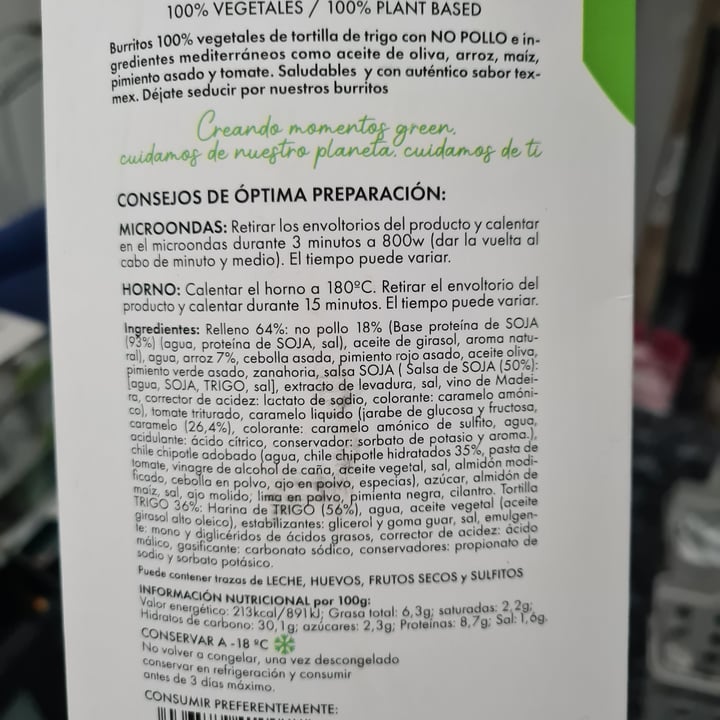 100% VEGETALES / 100% PLANT BASED
Burritos 100% vegetales de tortilla de trigo con NO POLLO e in-
gredientes mediterráneos como aceite de oliva, arroz, maíz,
pimiento asado y tomate. Saludables y con auténtico sabor tex-
mex. Déjate seducir por nuestros burritos
Creando momentos green,
cuidamos de nuestro planeta, cuidamos de ti
CONSEJOS DE ÓPTIMA PREPARACIÓN:
MICROONDAS: Retirar los envoltorios del producto y calentar
en el microondas durante 3 minutos a 800w (dar la vuelta al
cabo de minuto y medio). El tiempo puede variar.
HORNO: Calentar el horno a 180ºC. Retirar el envoltorio del
producto y calentar durante 15 minutos. El tiempo puede variar.
Ingredientes: Relleno 64%: no pollo 18% (Base proteína de SOJA
(93%) (agua, proteína de SOJA, sal), aceite de girasol, aroma natu-
ral), agua, arroz 7%, cebolla asada, pimiento rojo asado, aceite oliva,
pimiento verde asado, zanahoria, salsa SOJA ( Salsa de SOJA (50%):
[agua, SOJA, TRIGO, sal], extracto de levadura, sal, vino de Madei-
ra, corrector de acidez: lactato de sodio, colorante: caramelo amóni-
co), tomate triturado, caramelo liquido (jarabe de glucosa y fructosa,
caramelo (26,4%), colorante: caramelo amónico de sulfito, agua,
acidulante: ácido cítrico, conservador: sorbato de potasio y aroma.),
chile chipotle adobado (agua, chile chipotle hidratados 35%, pasta de
tomate, vinagre de alcohol de caña, aceite vegetal, sal, almidón modi-
ficado, cebolla en polvo, ajo en polvo, especias), azúcar, almidón de
maíz, sal, ajo molido, lima en polvo, pimienta negra, cilantro. Tortilla
TRIGO 36%: Harina de TRIGO (56%), agua, aceite vegetal (aceite
girasol alto oleico), estabilizantes: glicerol y goma guar, sal, emulgen-
te: mono y diglicéridos de ácidos grasos, corrector de acidez: ácido
málico, gasificante: carbonato sódico, conservadores: propionato de
sodio y sorbato potásico.
Puede contener trazas de LECHE, HUEVOS, FRUTOS SECOS y SULFITOS
INFORMACIÓN NUTRICIONAL por 100g:
Valor energético: 213kcal/891kJ; Grasa total: 6,3g; saturadas: 2,2g;
Hidratos de carbono: 30,1g; azúcares: 2,3g; Proteínas: 8,7g; Sal: 1,6g.
CONSERVAR A -18 ºC
No volver a congelar, una vez descongelado
conservar en refrigeración y consumir
antes de 3 días máximo.
CONSUMIR PREFERENTEMENTE: